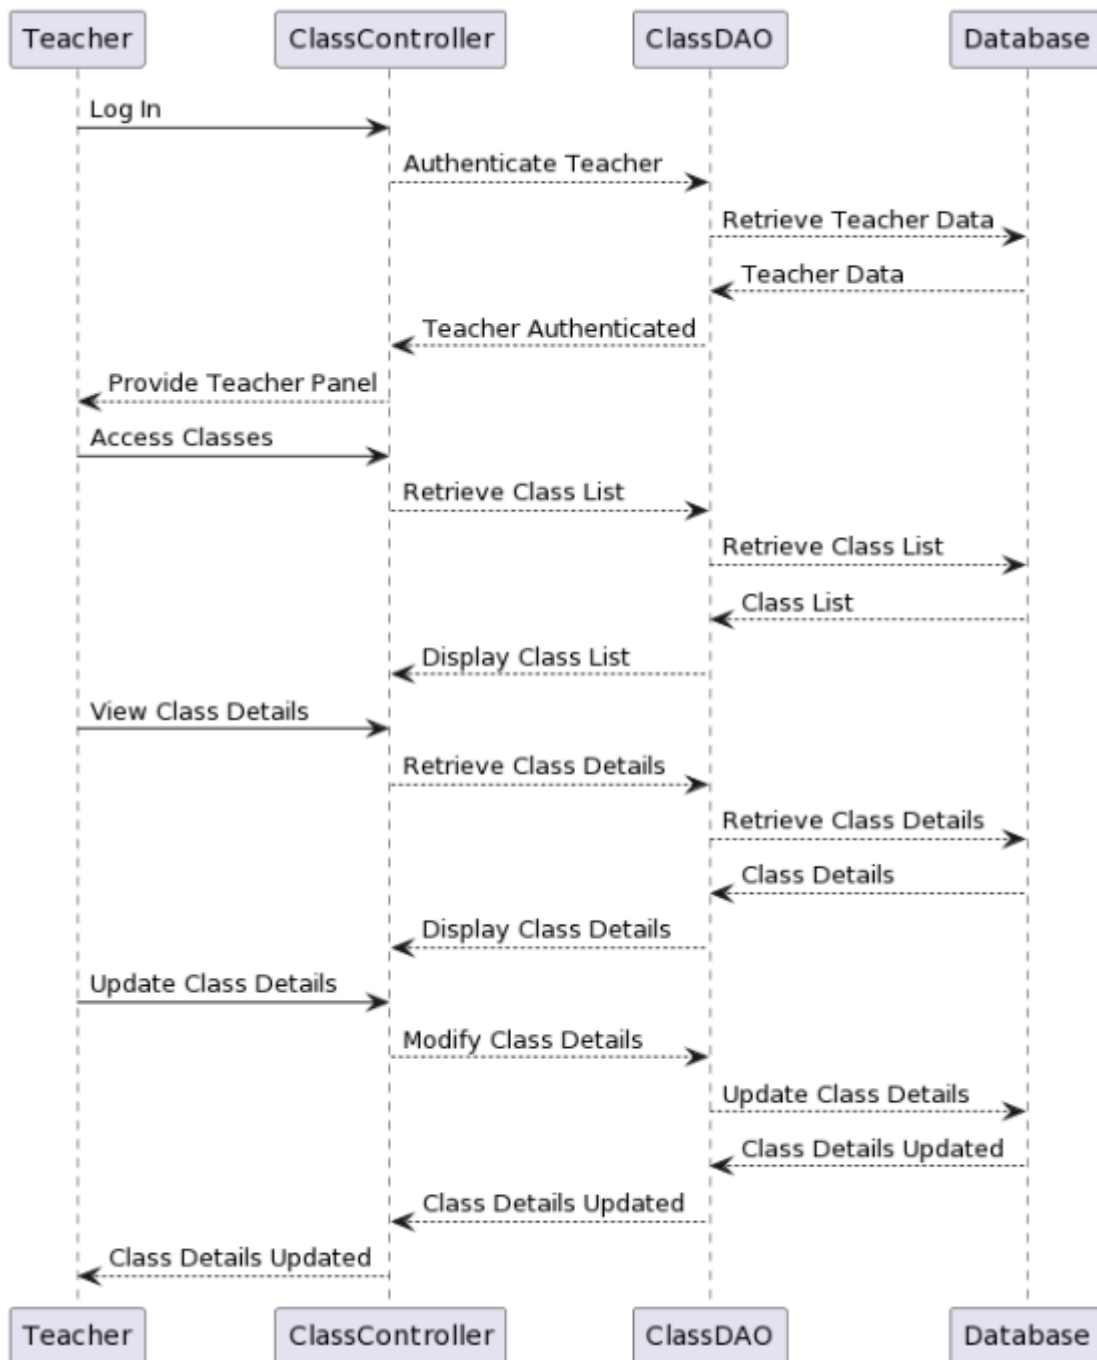 Teacher
ClassController
ClassDAO
Database
Log In
Authenticate Teacher
Retrieve Teacher Data
Teacher Data
Teacher Authenticated
Provide Teacher Panel
Access Classes
Retrieve Class List
Retrieve Class List
Class List
Display Class List
View Class Details
Retrieve Class Details
Retrieve Class Details
Class Details
Display Class Details
Update Class Details
Modify Class Details
Update Class Details
Class Details Updated
Class Details Updated
Class Details Updated
Teacher
ClassController
ClassDAO
Database